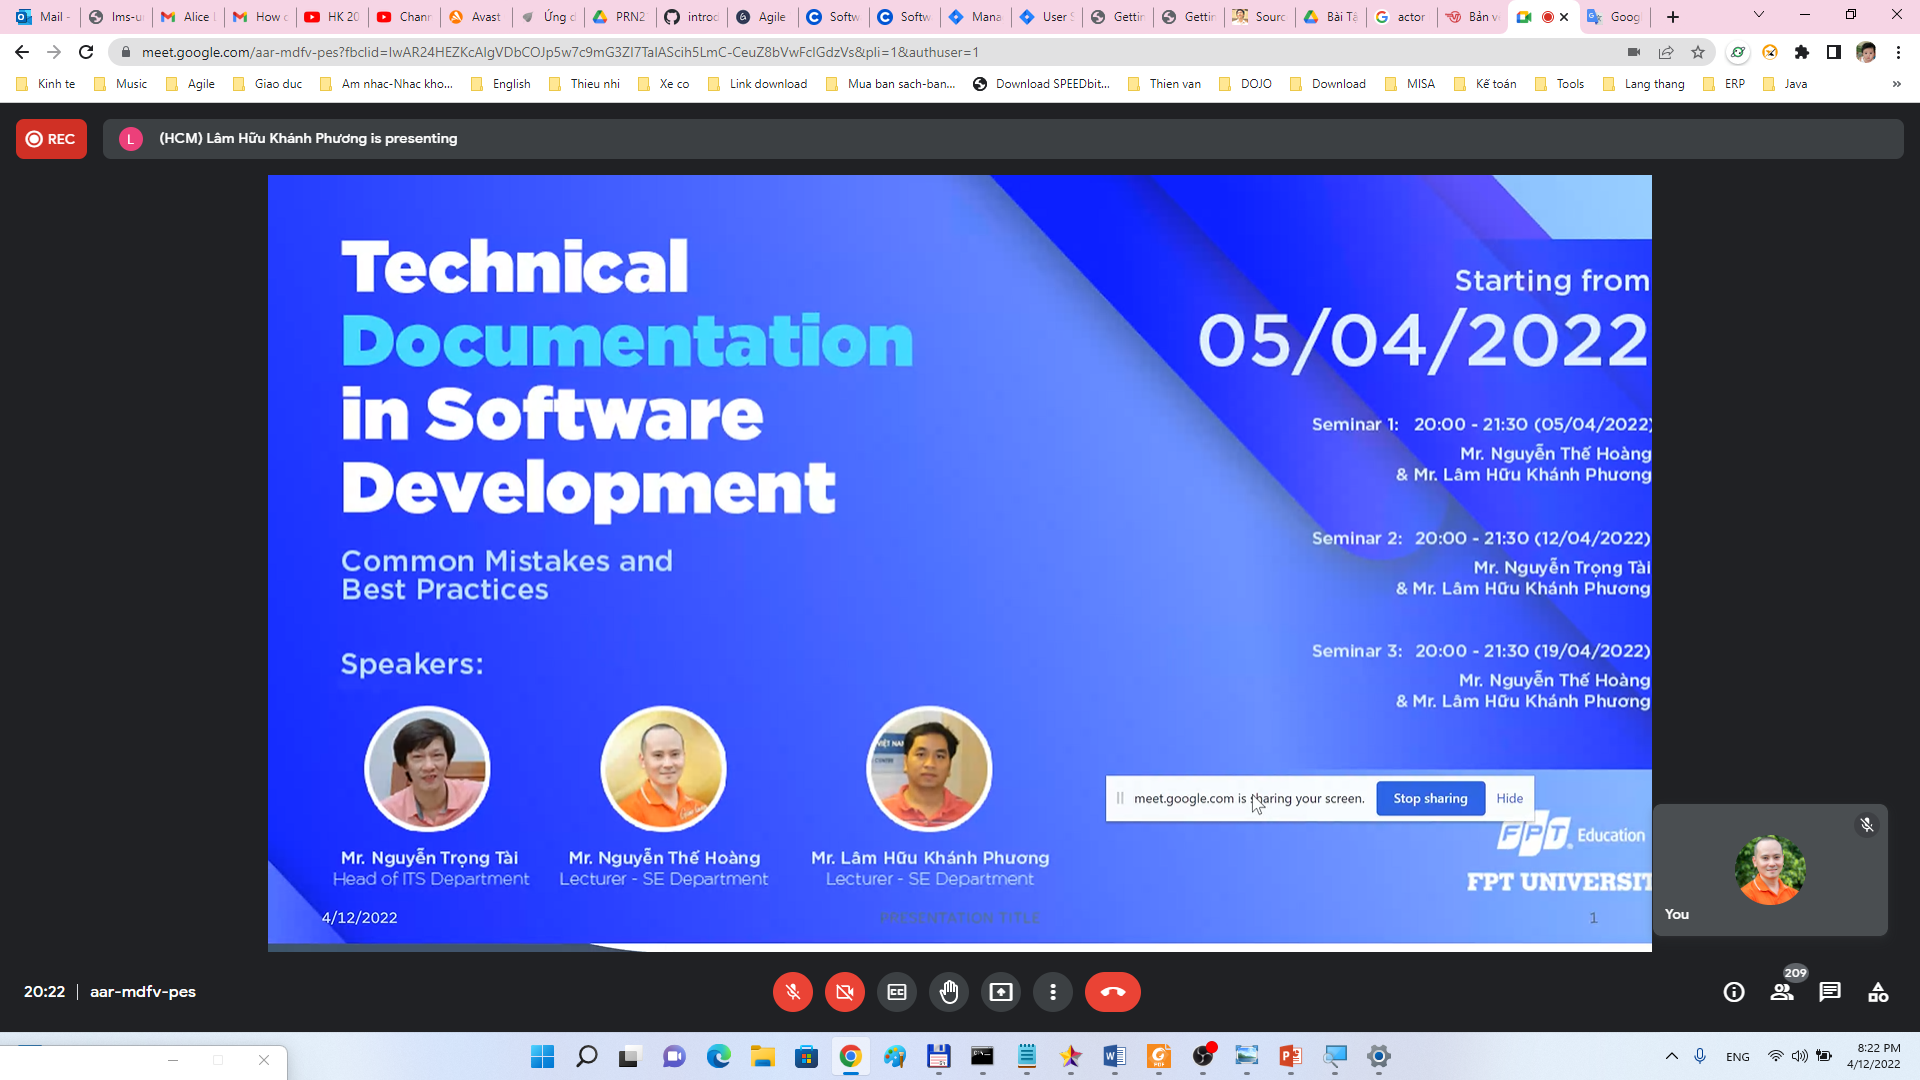 Mail -
lms-u
Alice
How c
HK 20
Chann
Avast
Ứng d
PRN2
introd
Agile
Softw
Softw
Mana
User S
Gettin
Gettin
Sourc
Bài Tậ
actor
Bản v
Goog
meet.google.com/aar-mdfv-pes?fbclid=IwAR24HEZKcAIgVDbCOJp5w7c9mG3ZI7TalAScih5LmC-CeuZ8bVwFclGdzVs&pli=1&authuser=1
Kinh te
Music
Agile
Giao duc
Am nhac-Nhac kho...
English
Thieu nhi
Xe co
Link download
Mua ban sach-ban...
Download SPEEDbit...
Thien van
DOJO
Download
MISA
Kế toán
Tools
Lang thang
ERP
Java
»
REC
L
(HCM) Lâm Hữu Khánh Phương is presenting
Technical
Documentation
in Software
Development
Common Mistakes and
Best Practices
Starting from
05/04/2022
Seminar 1: 20:00 - 21:30 (05/04/2022)
Mr. Nguyễn Thế Hoàng
& Mr. Lâm Hữu Khánh Phương
Seminar 2: 20:00 - 21:30 (12/04/2022)
Mr. Nguyễn Trọng Tài
& Mr. Lâm Hữu Khánh Phương
Seminar 3: 20:00 - 21:30 (19/04/2022)
Mr. Nguyễn Thế Hoàng
& Mr. Lâm Hữu Khánh Phương
Speakers:
VIỆT NA
Mr. Nguyễn Trọng Tài
Head of ITS Department
Mr. Nguyễn Thế Hoàng
Lecturer - SE Department
Mr. Lâm Hữu Khánh Phương
Lecturer - SE Department
meet.google.com is sharing your screen.
Stop sharing
Hide
FPT Education
FPT UNIVERSIT
4/12/2022
PRESENTATION TITLE
1
You
20:22 | aar-mdfv-pes
209
ENG
8:22 PM
4/12/2022